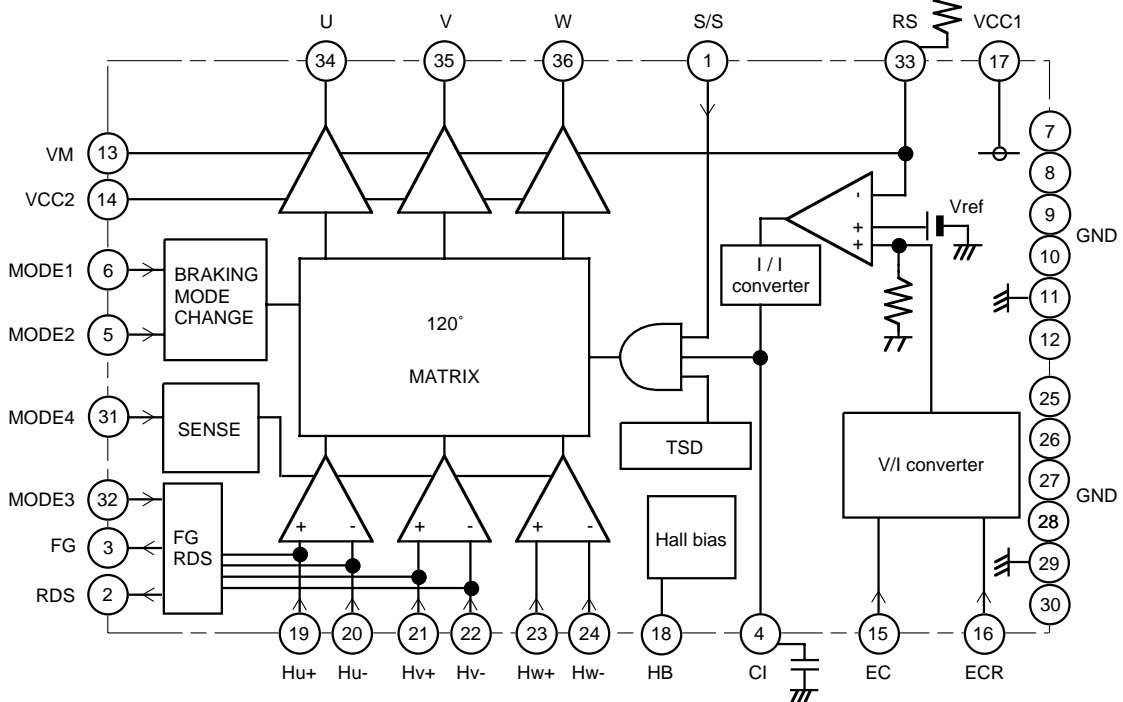 U V W S/S RS VCC1
34 35 36 1 33 17
7
VM 13
8
VCC2 14
- Vref
9
+
GND
+
10
MODE1 6
BRAKING
MODE
CHANGE
I / I
converter
11
120°
MODE2 5
12
MATRIX
25
MODE4 31
SENSE
TSD
26
V/I converter
27
MODE3 32
GND
+ - + - + -
28
FG 3
FG
RDS
Hall bias
29
RDS 2
30
19 20 21 22 23 24 18 4 15 16
Hu+ Hu- Hv+ Hv- Hw+ Hw- HB CI EC ECR